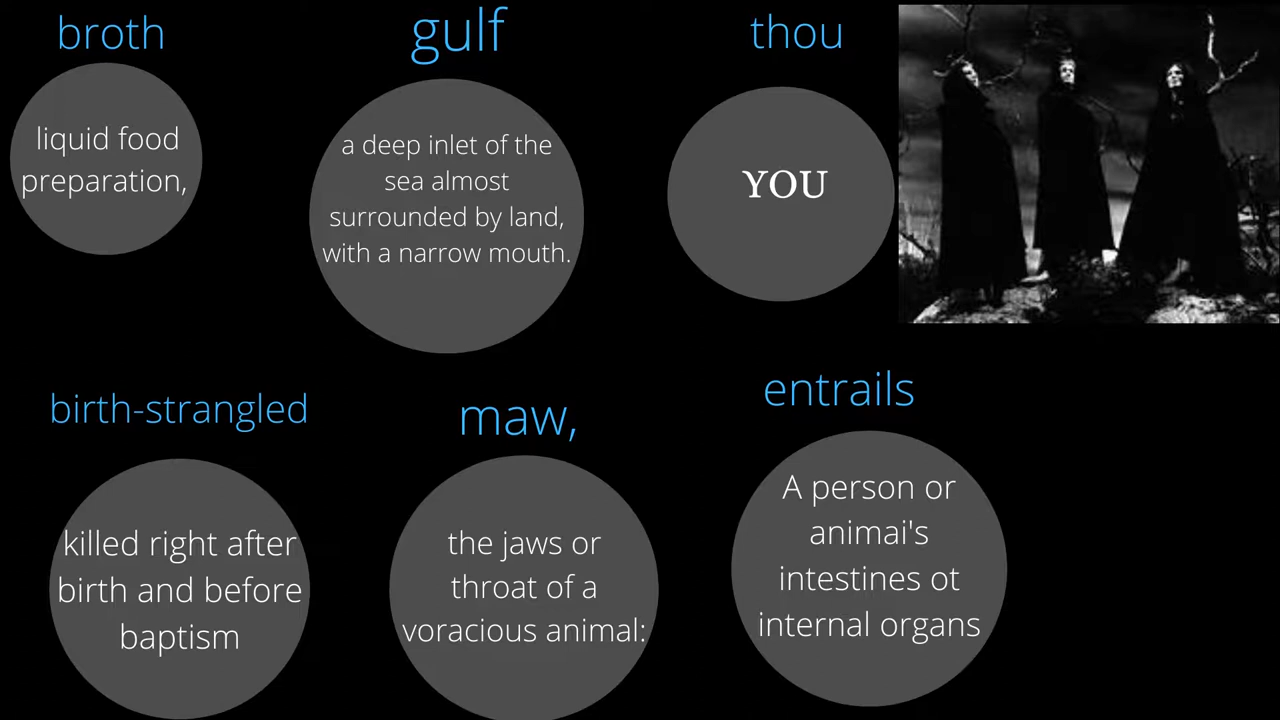 broth
liquid food
preparation,
gulf
a deep inlet of the
sea almost
surrounded by land,
with a narrow mouth.
thou
YOU
birth-strangled
killed right after
birth and before
baptism
maw,
the jaws or
throat of a
voracious animal:
entrails
A person or
animai's
intestines ot
internal organs